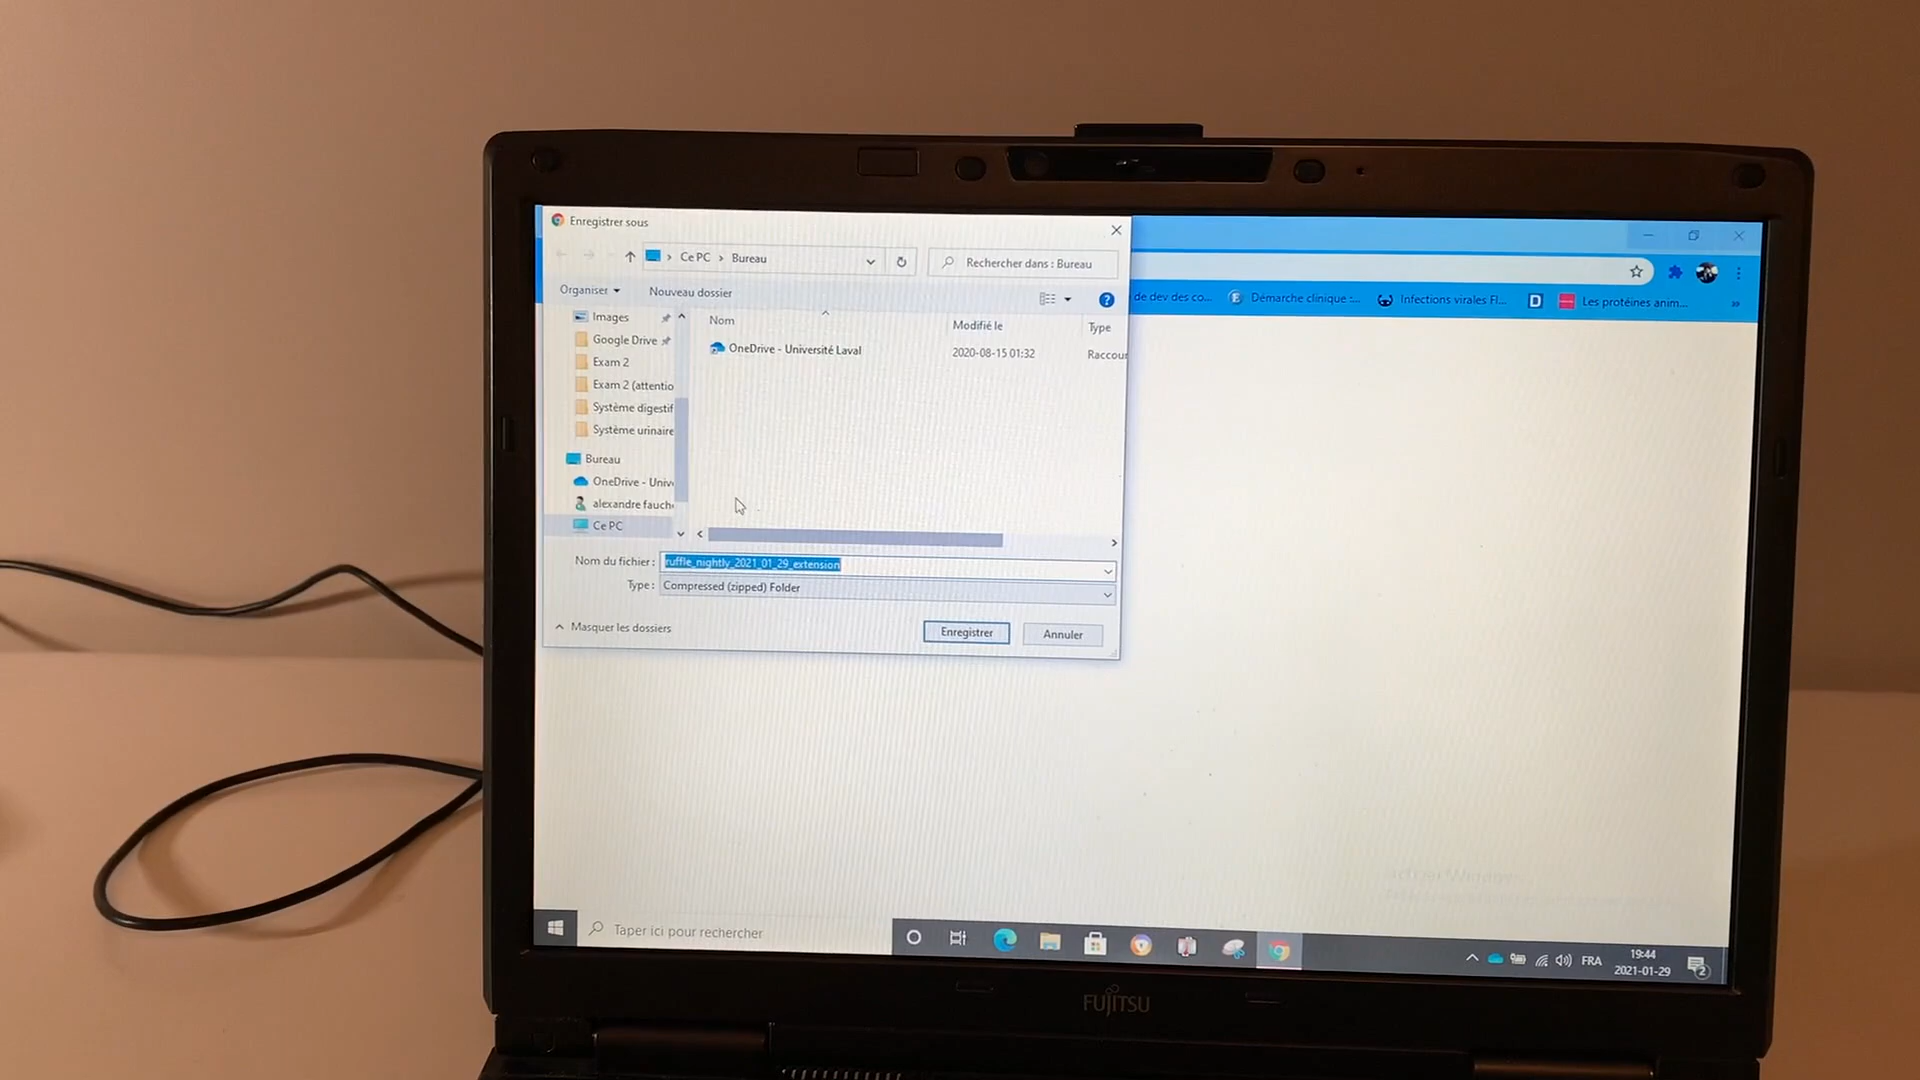 Enregistrer sous
Ce PC > Bureau
Rechercher dans : Bureau
Organiser
Nouveau dossier
Nom
Modifié le
Type
OneDrive - Université Laval
2020-08-15 01:32
Raccour
Images
Google Drive
Exam 2
Exam 2 (attentio
Système digestif
Système urinaire
Bureau
OneDrive - Univ
alexandre fauch
Ce PC
Nom du fichier :
ruffle_nightly_2021_01_29_extension
Type :
Compressed (zipped) Folder
Masquer les dossiers
Enregistrer
Annuler
de dev des co...
Démarche clinique :...
Infections virales Fl...
D
Les protéines anim...
Taper ici pour rechercher
FRA
19:44
2021-01-29
2
FUJITSU